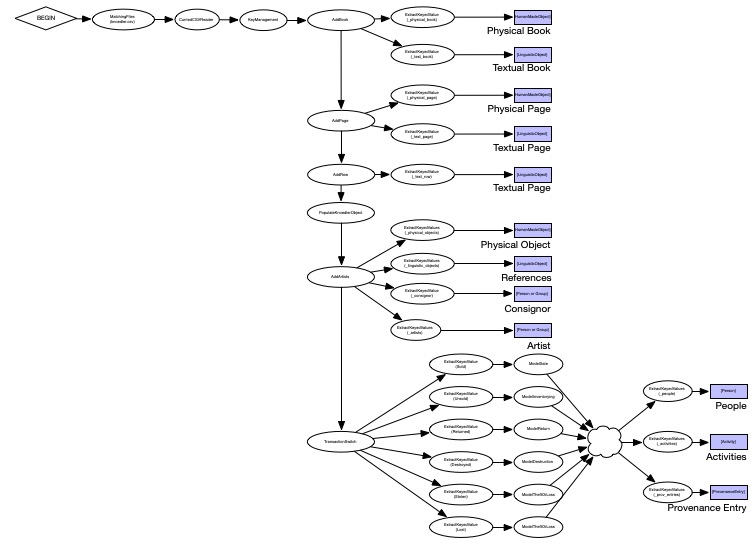 BEGIN
MatchingFiles
(knoedler.csv)
CurriedCSVReader
KeyManagement
AddBook
ExtractKeyedValue
(_physical_book)
[HumanMadeObject]
Physical Book
ExtractKeyedValue
(_text_book)
[LinguisticObject]
Textual Book
AddPage
ExtractKeyedValue
(_physical_page)
[HumanMadeObject]
Physical Page
ExtractKeyedValue
(_text_page)
[LinguisticObject]
Textual Page
AddRow
ExtractKeyedValue
(_text_row)
[LinguisticObject]
Textual Page
PopulateKnoedlerObject
ExtractKeyedValues
(_physical_objects)
[HumanMadeObject]
Physical Object
AddArtists
ExtractKeyedValues
(_linguistic_objects)
[LinguisticObject]
References
ExtractKeyedValue
(_consignor)
[Person or Group]
Consignor
ExtractKeyedValues
(_artists)
[Person or Group]
Artist
TransactionSwitch
ExtractKeyedValue
(Sold)
ModelSale
ExtractKeyedValue
(Unsold)
ModelInventorying
ExtractKeyedValue
(Returned)
ModelReturn
ExtractKeyedValue
(Destroyed)
ModelDestruction
ExtractKeyedValue
(Stolen)
ModelTheftOrLoss
ExtractKeyedValue
(Lost)
ModelTheftOrLoss
ExtractKeyedValues
(_people)
[Person]
People
ExtractKeyedValues
(_activities)
[Activity]
Activities
ExtractKeyedValues
(_prov_entries)
[ProvenanceEntry]
Provenance Entry